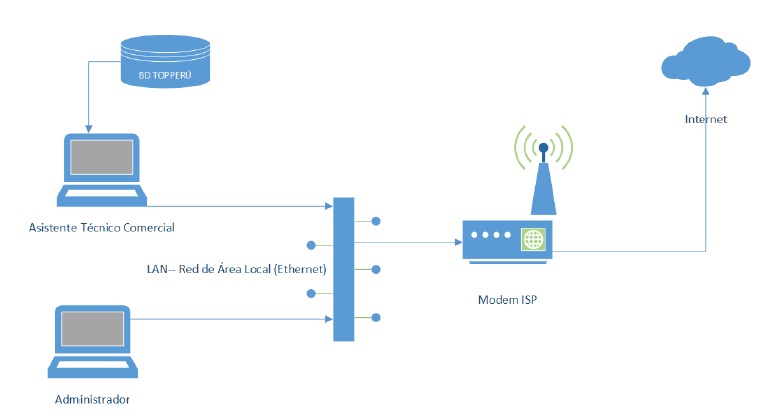 BD TOPPERÚ
Internet
Asistente Técnico Comercial
LAN-- Red de Área Local (Ethernet)
Modem ISP
Administrador